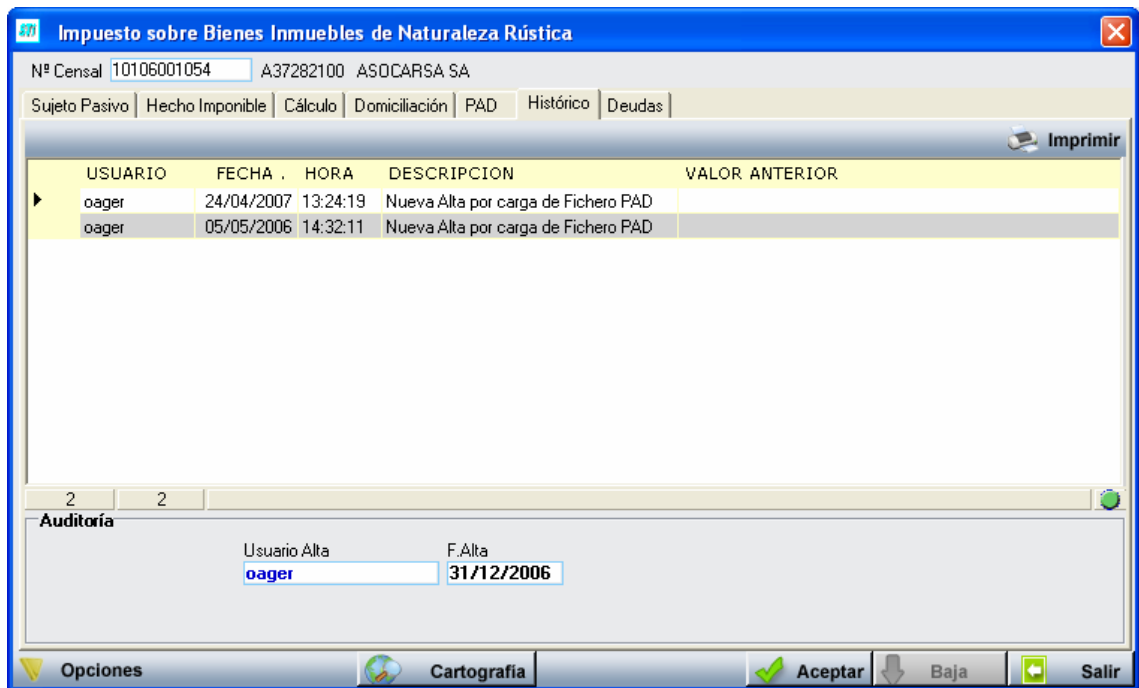 Impuesto sobre Bienes Inmuebles de Naturaleza Rústica
Nº Censal 10106001054 A37282100 ASOCARSA SA
Sujeto Pasivo Hecho Imponible Cálculo Domiciliación PAD Histórico Deudas
Imprimir
USUARIO FECHA . HORA DESCRIPCION VALOR ANTERIOR
oager 24/04/2007 13:24:19 Nueva Alta por carga de Fichero PAD
oager 05/05/2006 14:32:11 Nueva Alta por carga de Fichero PAD
2 2
Auditoría
Usuario Alta F.Alta
oager 31/12/2006
Opciones Cartografía Aceptar Baja Salir